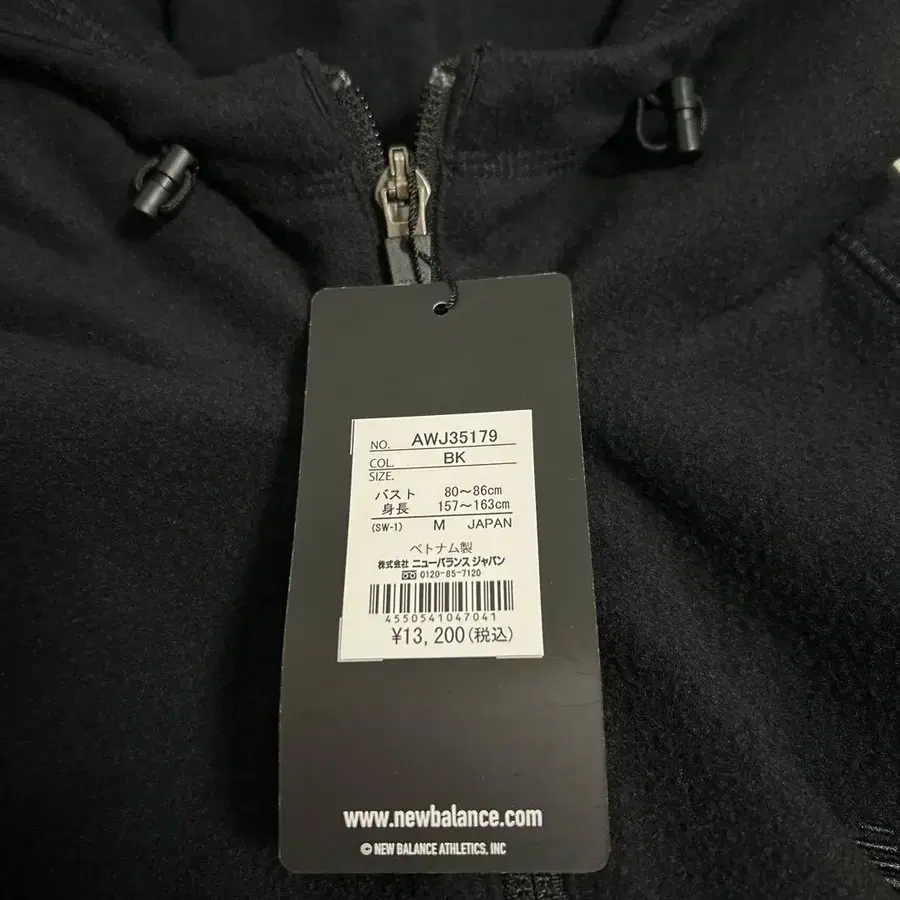 NO. AWJ35179
COL. BK
SIZE.
バスト 80～86cm
身長 157～163cm
(SW-1) M JAPAN
ベトナム製
株式会社 ニューバランス ジャパン
0120-85-7120
4550541047041
¥13,200(税込)
www.newbalance.com
© NEW BALANCE ATHLETICS, INC